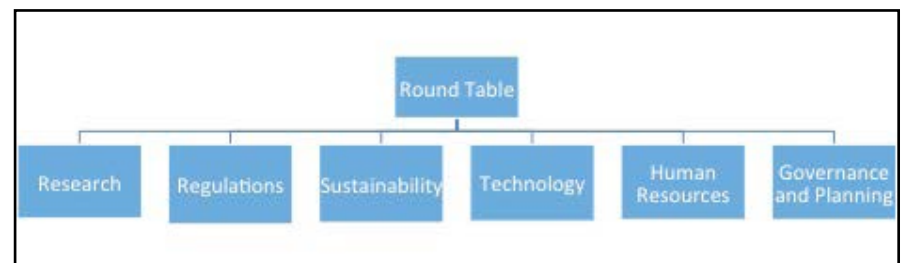 Round Table
Research
Regulations
Sustainability
Technology
Human
Resources
Governance
and Planning